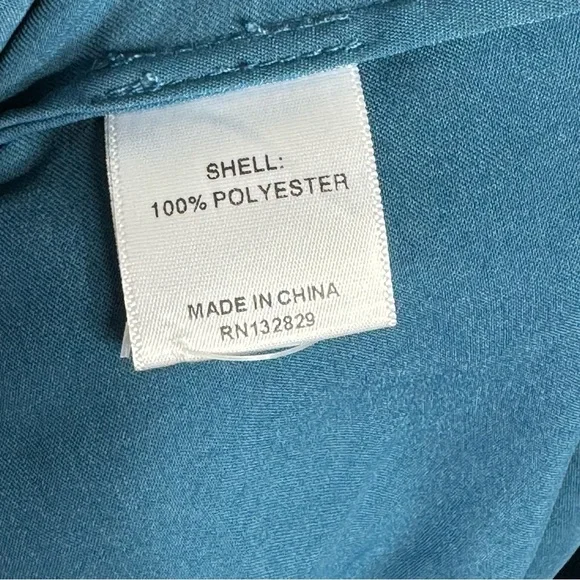 SHELL:
100% POLYESTER
MADE IN CHINA
RN132829